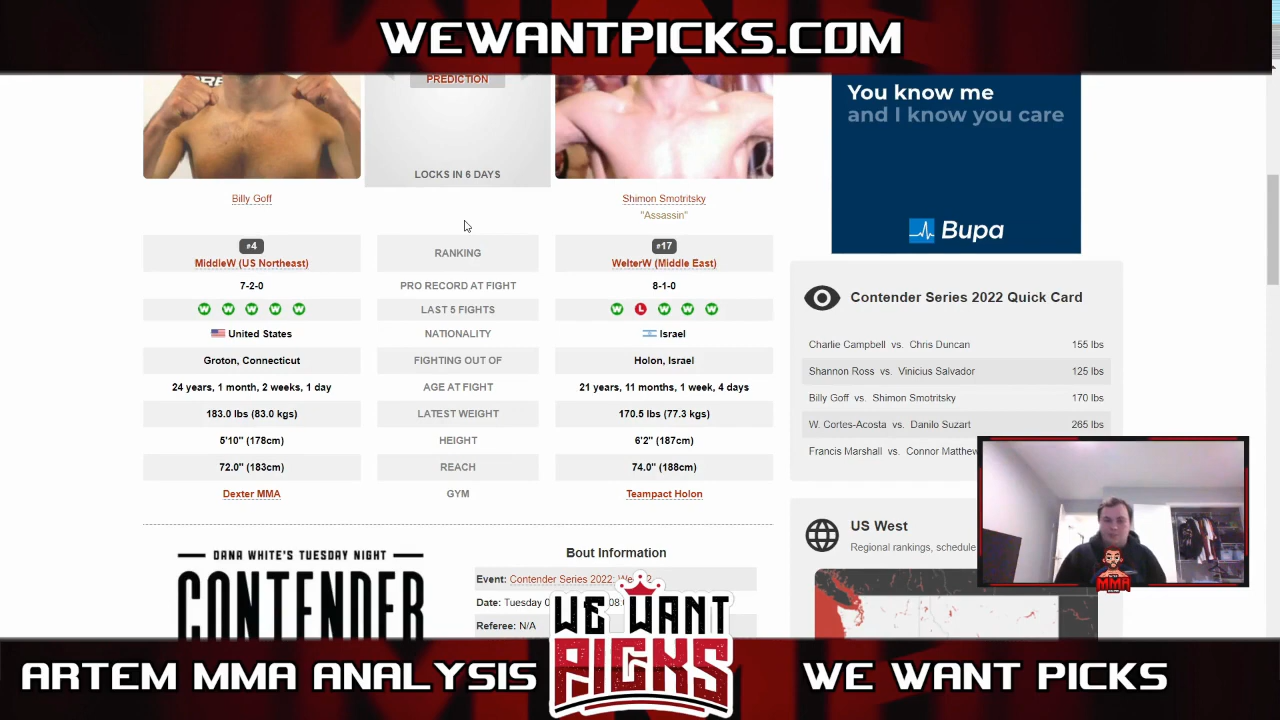 WEWANTPICKS.COM
PREDICTION
LOCKS IN 6 DAYS
Billy Goff
Shimon Smotritsky
"Assassin"
#4
MiddleW (US Northeast)
RANKING
#17
WelterW (Middle East)
7-2-0
PRO RECORD AT FIGHT
8-1-0
W W W W W
LAST 5 FIGHTS
W L W W W
United States
NATIONALITY
Israel
Groton, Connecticut
FIGHTING OUT OF
Holon, Israel
24 years, 1 month, 2 weeks, 1 day
AGE AT FIGHT
21 years, 11 months, 1 week, 4 days
183.0 lbs (83.0 kgs)
LATEST WEIGHT
170.5 lbs (77.3 kgs)
5'10" (178cm)
HEIGHT
6'2" (187cm)
72.0" (183cm)
REACH
74.0" (188cm)
Dexter MMA
GYM
Teampact Holon
DANA WHITE'S TUESDAY NIGHT
CONTENDER
Bout Information
Event: Contender Series 2022:
Date: Tuesday
Referee: N/A
You know me
and I know you care
Bupa
Contender Series 2022 Quick Card
Charlie Campbell vs. Chris Duncan 155 lbs
Shannon Ross vs. Vinicius Salvador 125 lbs
Billy Goff vs. Shimon Smotritsky 170 lbs
W. Cortes-Acosta vs. Danilo Suzart 265 lbs
Francis Marshall vs. Connor Matthew
US West
Regional rankings, schedule
MMA
ARTEM MMA ANALYSIS
WE WANT
PICKS
WE WANT PICKS